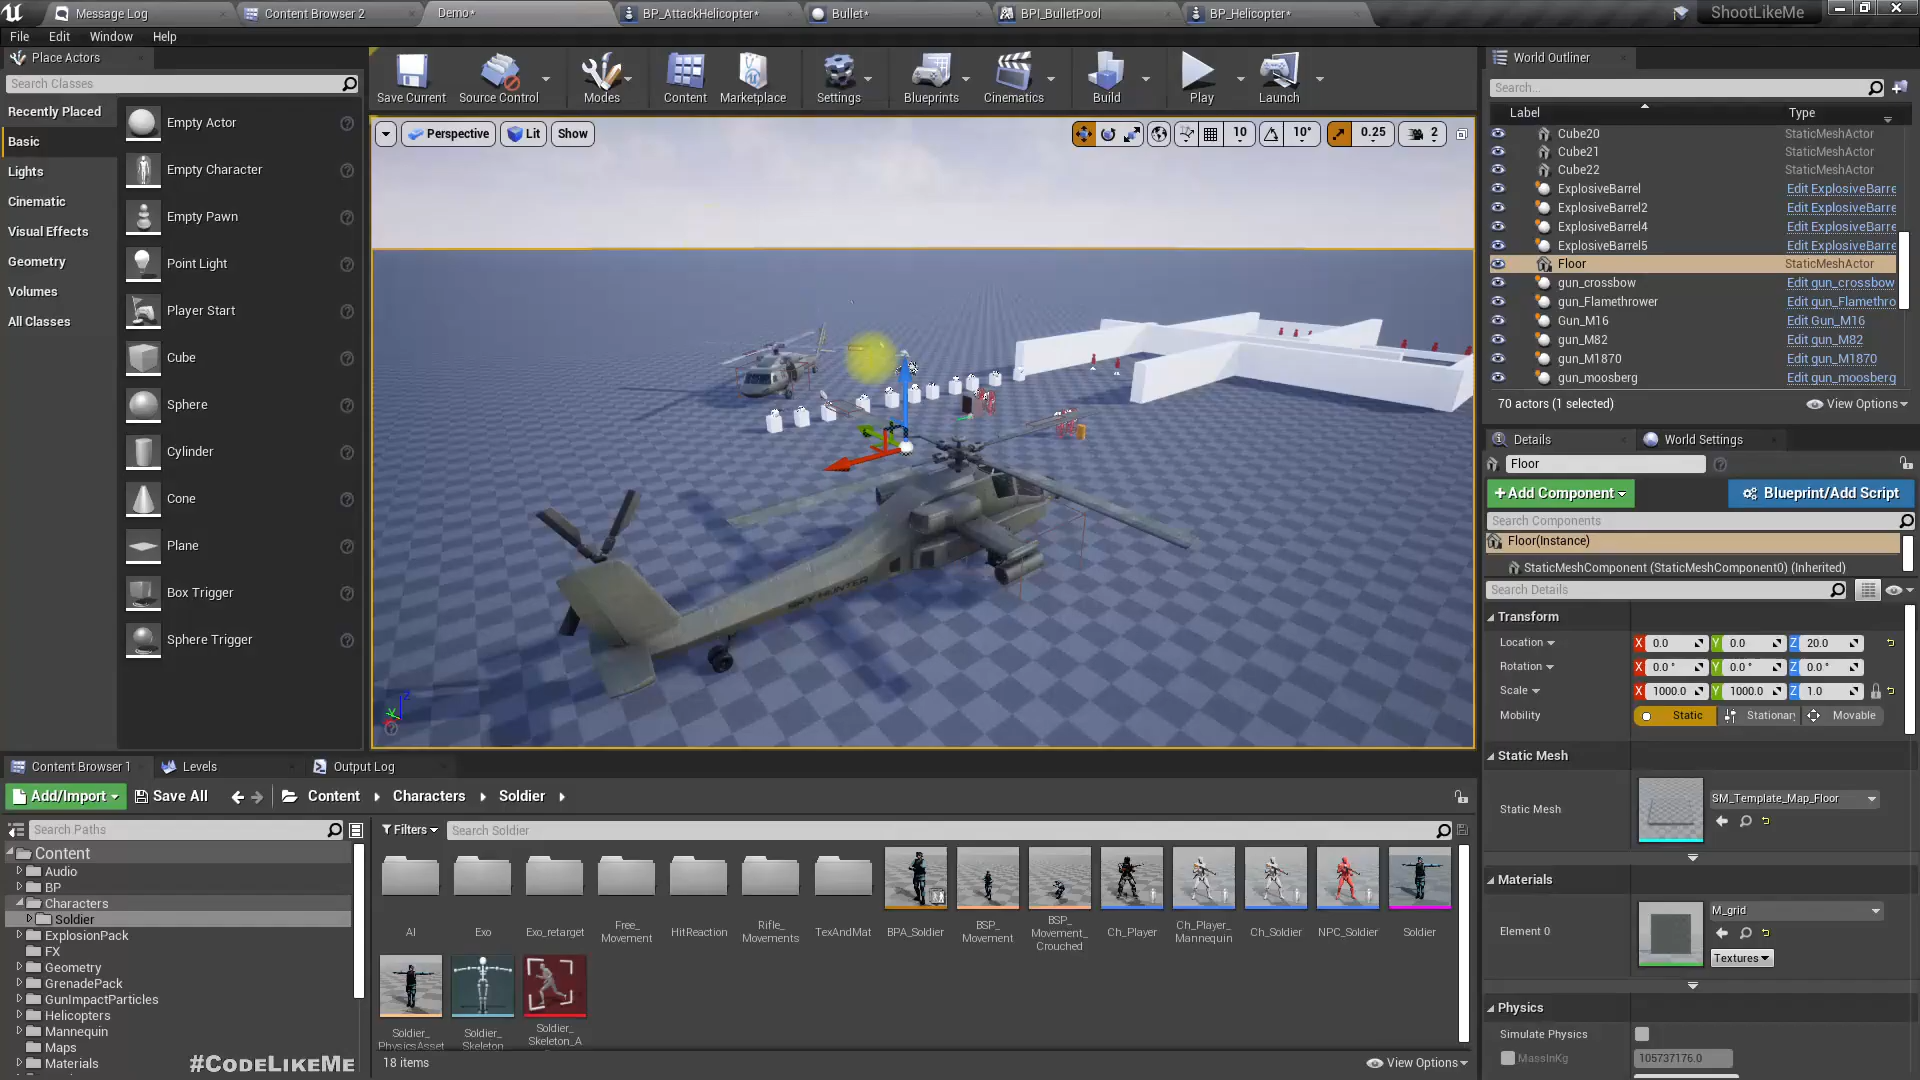 Message Log
Content Browser 2
Demo*
BP_AttackHelicopter*
Bullet*
BPI_BulletPool
BP_Helicopter*
ShootLikeMe
File Edit Window Help
Place Actors
Search Classes
Recently Placed
Basic
Lights
Cinematic
Visual Effects
Geometry
Volumes
All Classes
Empty Actor
Empty Character
Empty Pawn
Point Light
Player Start
Cube
Sphere
Cylinder
Cone
Plane
Box Trigger
Sphere Trigger
Save Current
Source Control
Modes
Content
Marketplace
Settings
Blueprints
Cinematics
Build
Play
Launch
Perspective
Lit
Show
10
10°
0.25
2
SKY HUNTER
World Outliner
Search...
Label Type
Cube20 StaticMeshActor
Cube21 StaticMeshActor
Cube22 StaticMeshActor
ExplosiveBarrel Edit ExplosiveBarre
ExplosiveBarrel2 Edit ExplosiveBarre
ExplosiveBarrel4 Edit ExplosiveBarre
ExplosiveBarrel5 Edit ExplosiveBarre
Floor StaticMeshActor
gun_crossbow Edit gun_crossbow
gun_Flamethrower Edit gun_Flamethro
Gun_M16 Edit Gun_M16
gun_M82 Edit gun_M82
gun_M1870 Edit gun_M1870
gun_moosberg Edit gun_moosberg
70 actors (1 selected)
View Options
Details
World Settings
Floor
+Add Component
Blueprint/Add Script
Search Components
Floor(Instance)
StaticMeshComponent (StaticMeshComponent0) (Inherited)
Search Details
Transform
Location X 0.0 Y 0.0 Z 20.0
Rotation X 0.0° Y 0.0° Z 0.0°
Scale X 1000.0 Y 1000.0 Z 1.0
Mobility Static Stationar Movable
Static Mesh
Static Mesh
SM_Template_Map_Floor
Materials
Element 0
M_grid
Textures
Physics
Simulate Physics
MassInKg 105737176.0
Content Browser 1
Levels
Output Log
Add/Import
Save All
Content
Characters
Soldier
Search Paths
Filters
Search Soldier
Content
Audio
BP
Characters
Soldier
ExplosionPack
FX
Geometry
GrenadePack
GunImpactParticles
Helicopters
Mannequin
Maps
Materials
AI
Exo
Exo_retarget
Free_
Movement
HitReaction
Rifle_
Movements
TexAndMat
BPA_Soldier
BSP_
Movement
BSP_
Movement_
Crouched
Ch_Player
Ch_Player_
Mannequin
Ch_Soldier
NPC_Soldier
Soldier
Soldier_
PhysicsAsset
Soldier_
Skeleton
Soldier_
Skeleton_A
18 items
View Options
#CodeLikeMe